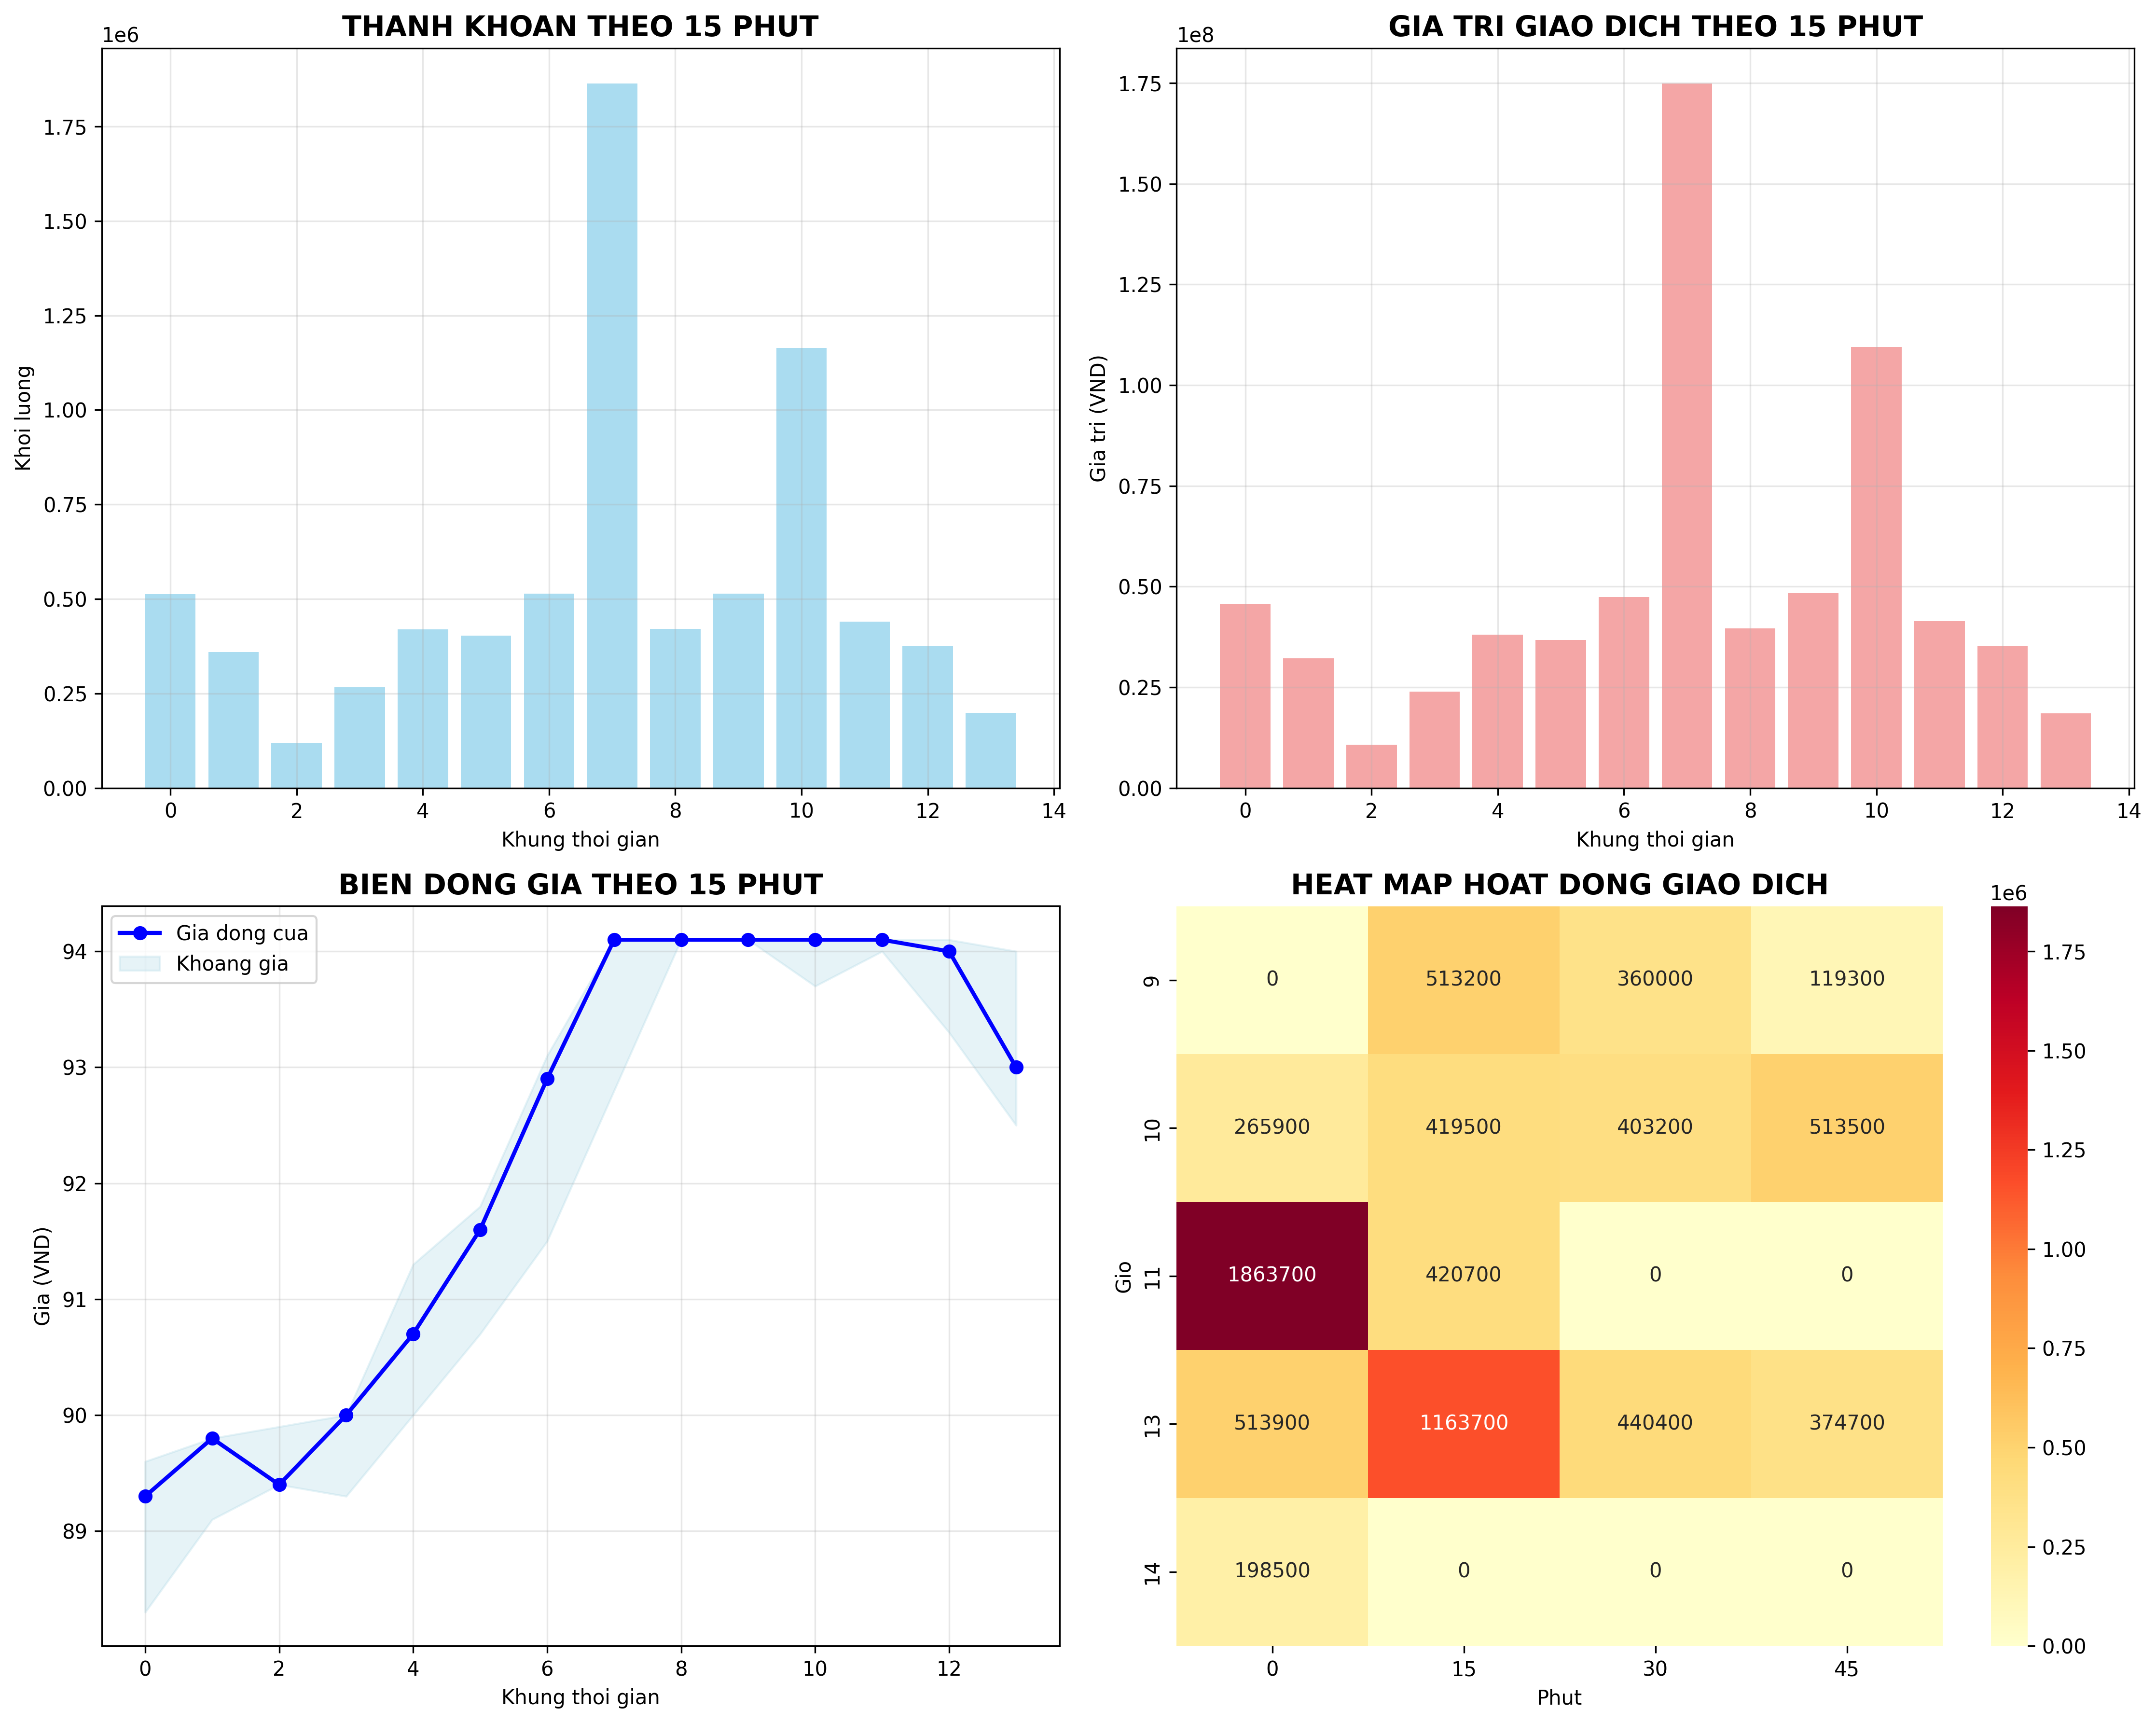 THANH KHOAN THEO 15 PHUT
1e6
Khoi luong
1.75
1.50
1.25
1.00
0.75
0.50
0.25
0.00
0 2 4 6 8 10 12 14
Khung thoi gian
GIA TRI GIAO DICH THEO 15 PHUT
1e8
Gia tri (VND)
1.75
1.50
1.25
1.00
0.75
0.50
0.25
0.00
0 2 4 6 8 10 12 14
Khung thoi gian
BIEN DONG GIA THEO 15 PHUT
Gia dong cua
Khoang gia
Gia (VND)
94
93
92
91
90
89
0 2 4 6 8 10 12
Khung thoi gian
HEAT MAP HOAT DONG GIAO DICH
Gio
9 0 513200 360000 119300
10 265900 419500 403200 513500
11 1863700 420700 0 0
13 513900 1163700 440400 374700
14 198500 0 0 0
0 15 30 45
Phut
1e6
1.75
1.50
1.25
1.00
0.75
0.50
0.25
0.00